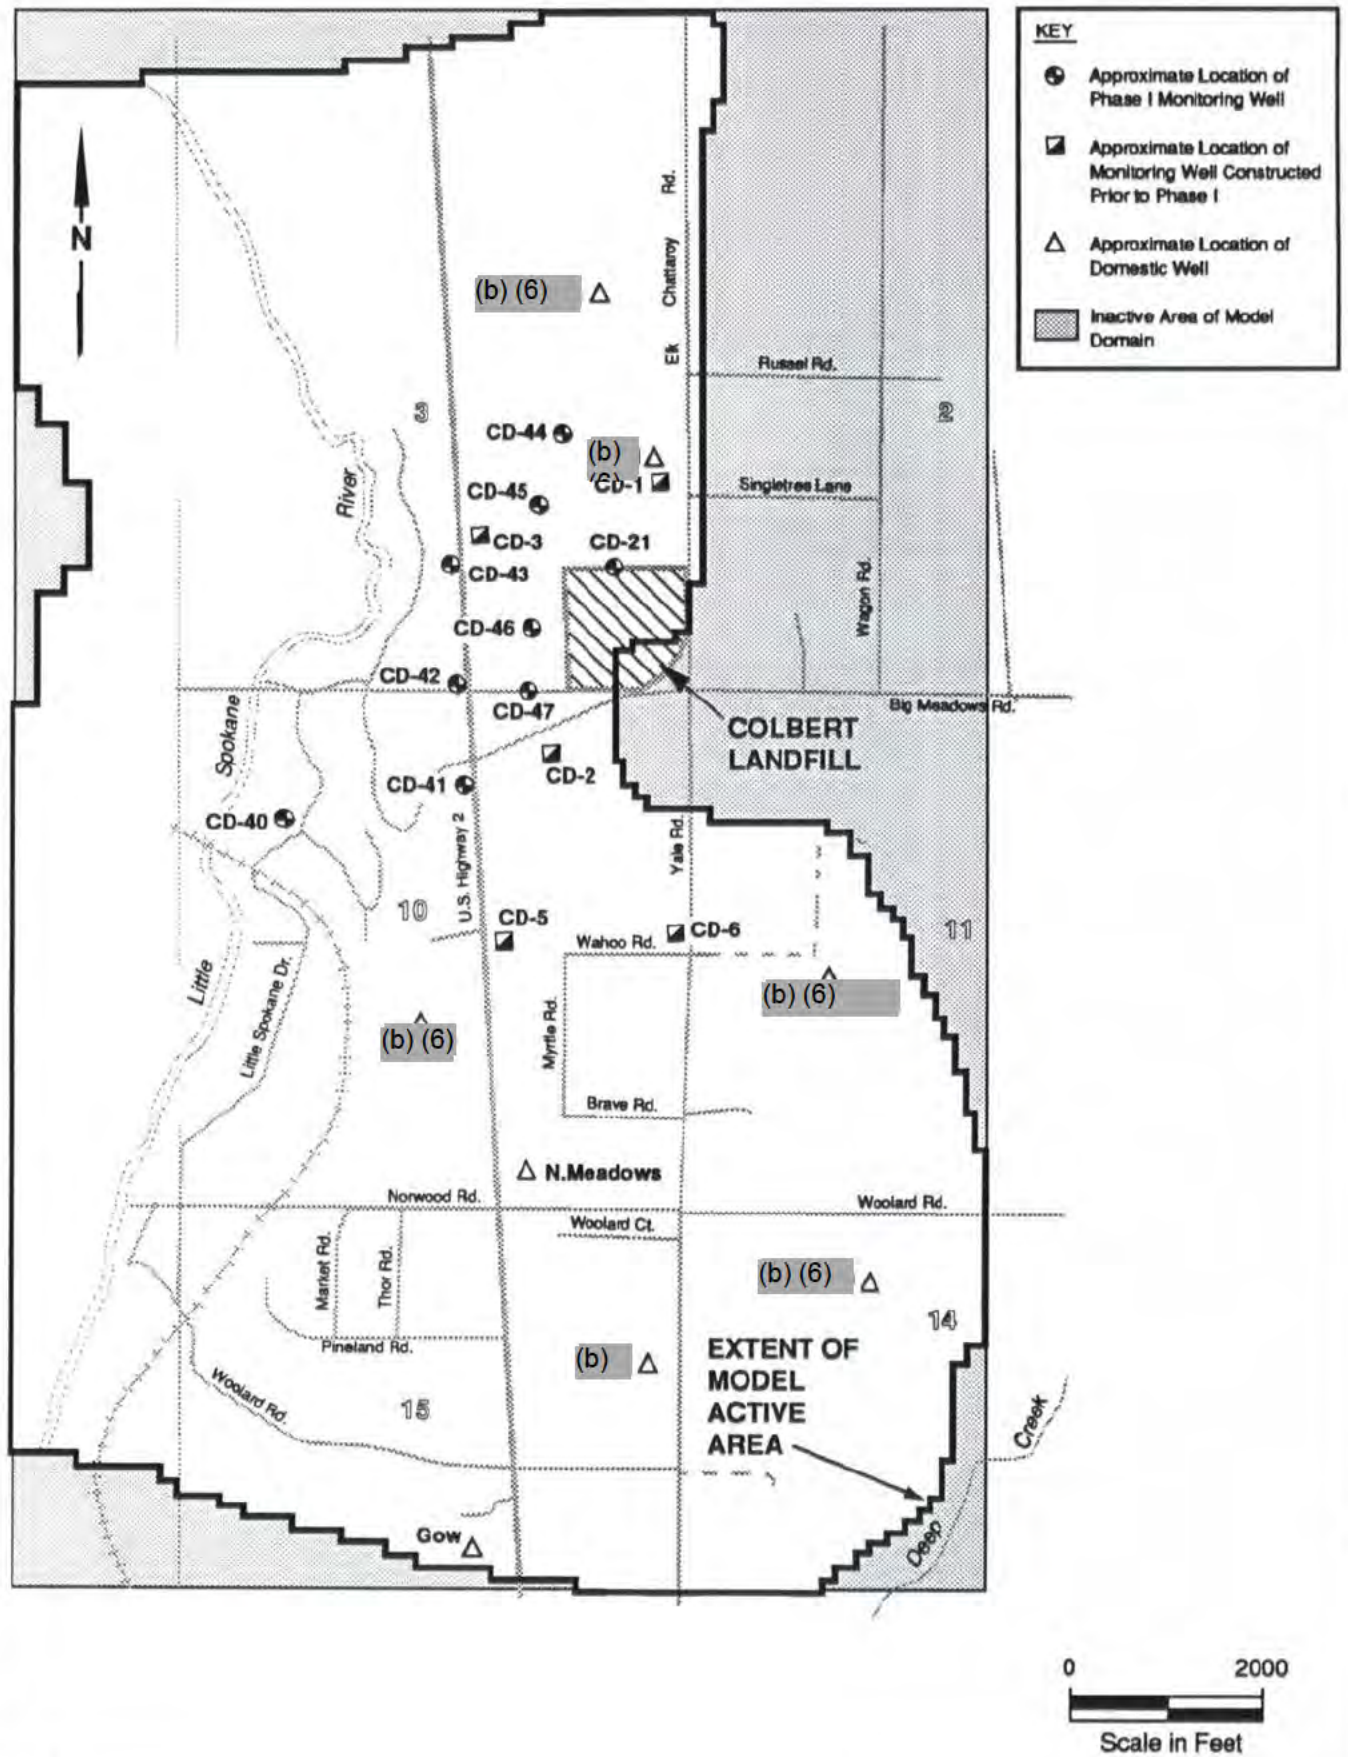 KEY
Approximate Location of
Phase I Monitoring Well
Approximate Location of
Monitoring Well Constructed
Prior to Phase I
Approximate Location of
Domestic Well
Inactive Area of Model
Domain
N
Elk Chattaroy Rd.
(b) (6)
Russel Rd.
3
2
CD-44
(b)
CD-1
CD-45
Singletree Lane
River
CD-3
CD-21
CD-43
Wagon Rd.
CD-46
CD-42
CD-47
Big Meadows Rd.
Spokane
COLBERT
LANDFILL
CD-2
CD-41
CD-40
U.S. Highway 2
Yale Rd.
10
CD-5
CD-6
11
Wahoo Rd.
Little
Little Spokane Dr.
(b) (6)
(b) (6)
Myrtle Rd.
Brave Rd.
N.Meadows
Norwood Rd.
Woolard Rd.
Woolard Ct.
Market Rd.
Thor Rd.
(b) (6)
14
Pineland Rd.
(b)
EXTENT OF
MODEL
ACTIVE
AREA
Woolard Rd.
15
Creek
Deep
Gow
0 2000
Scale in Feet